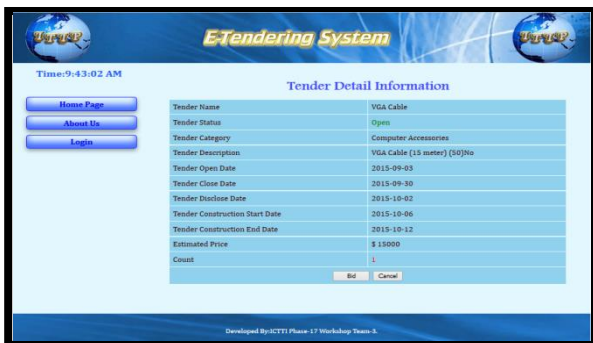 E-Tendering System
Time:9:43:02 AM
Tender Detail Information
Home Page
About Us
Login
Tender Name VGA Cable
Tender Status Open
Tender Category Computer Accessories
Tender Description VGA Cable (15 meter) (50)No
Tender Open Date 2015-09-03
Tender Close Date 2015-09-30
Tender Disclose Date 2015-10-02
Tender Construction Start Date 2015-10-06
Tender Construction End Date 2015-10-12
Estimated Price $ 15000
Count 1
Bid Cancel
Developed By:ICTTI Phase-17 Workshop Team-3.